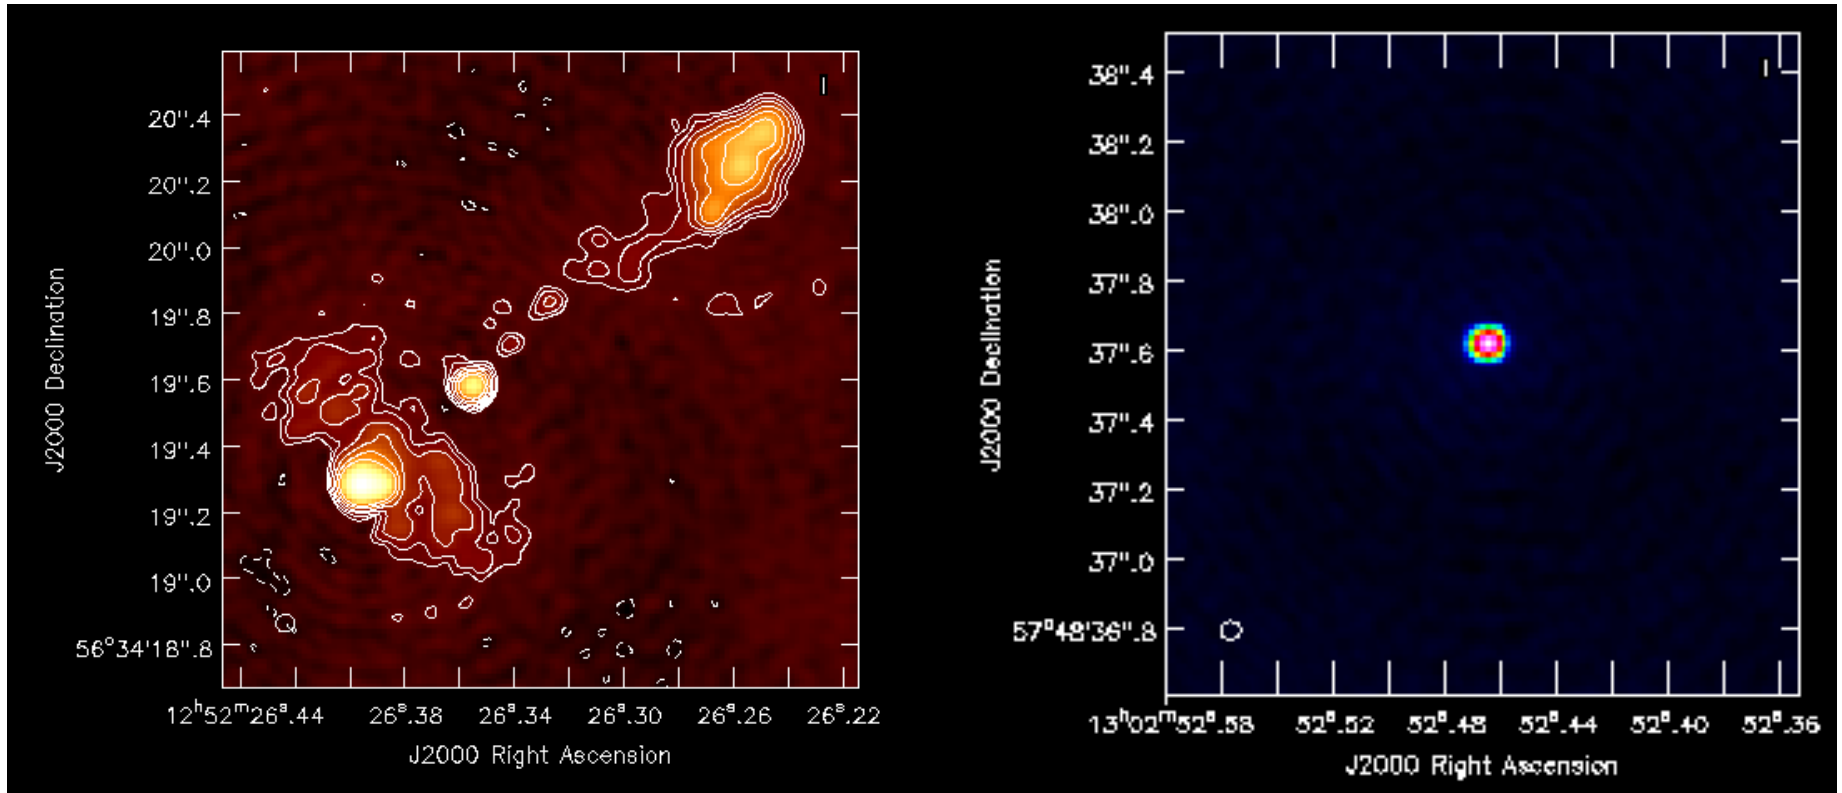 I
20".4
20".2
20".0
19".8
19".6
19".4
19".2
19".0
56°34'18".8
J2000 Declination
12ʰ52ᵐ26ˢ.44 26ˢ.38 26ˢ.34 26ˢ.30 26ˢ.26 26ˢ.22
J2000 Right Ascension
I
38".4
38".2
38".0
37".8
37".6
37".4
37".2
37".0
57°48'36".8
J2000 Declination
13ʰ02ᵐ52ˢ.58 52ˢ.52 52ˢ.48 52ˢ.44 52ˢ.40 52ˢ.36
J2000 Right Ascension